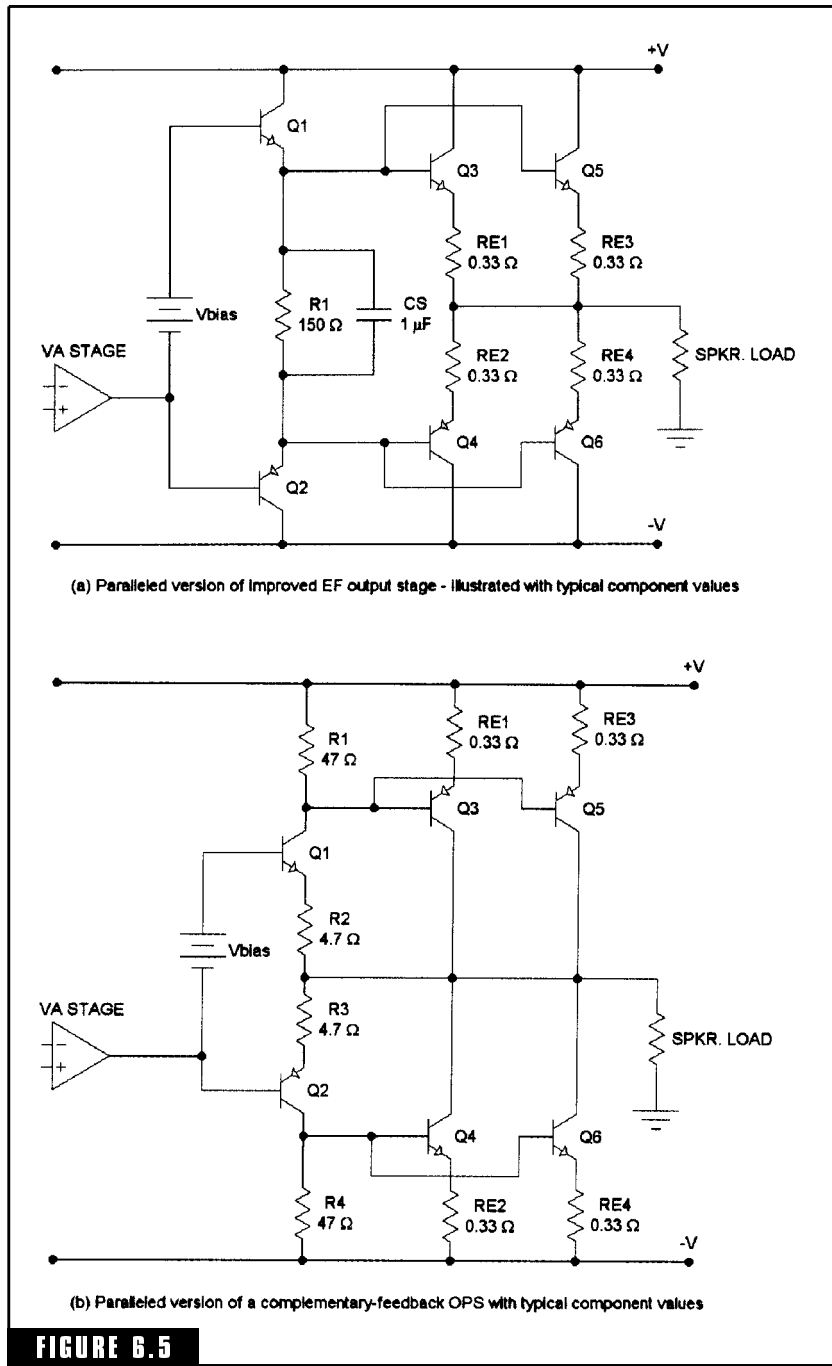 +V
Q1
Q3
Q5
RE1
0.33 Ω
RE3
0.33 Ω
R1
150 Ω
CS
1 µF
Vbias
VA STAGE
RE2
0.33 Ω
RE4
0.33 Ω
SPKR. LOAD
Q4
Q6
Q2
-V
(a) Paralleled version of improved EF output stage - illustrated with typical component values
+V
R1
47 Ω
RE1
0.33 Ω
RE3
0.33 Ω
Q3
Q5
Q1
R2
4.7 Ω
Vbias
VA STAGE
R3
4.7 Ω
SPKR. LOAD
Q2
Q4
Q6
R4
47 Ω
RE2
0.33 Ω
RE4
0.33 Ω
-V
(b) Paralleled version of a complementary-feedback OPS with typical component values
FIGURE 6.5